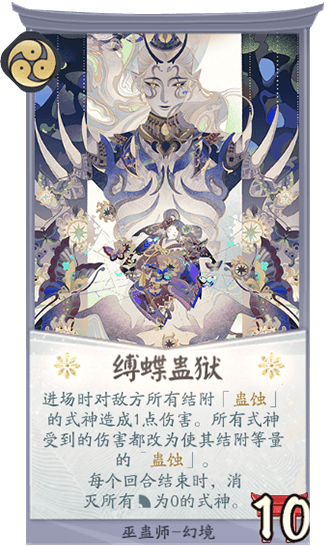 缚蝶蛊狱
进场时对敌方所有结附「蛊蚀」
的式神造成1点伤害。所有式神
受到的伤害都改为使其结附等量
的「蛊蚀」。
每个回合结束时，消
灭所有为0的式神。
巫蛊师-幻境
10